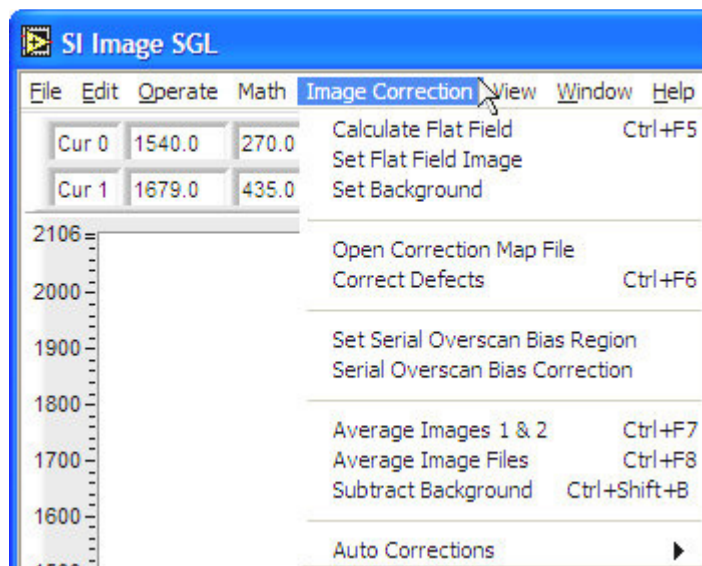 SI Image SGL
File Edit Operate Math Image Correction View Window Help
Cur 0 1540.0 270.0
Cur 1 1679.0 435.0
Calculate Flat Field Ctrl+F5
Set Flat Field Image
Set Background
Open Correction Map File
Correct Defects Ctrl+F6
Set Serial Overscan Bias Region
Serial Overscan Bias Correction
Average Images 1 & 2 Ctrl+F7
Average Image Files Ctrl+F8
Subtract Background Ctrl+Shift+B
Auto Corrections
2106
2000
1900
1800
1700
1600